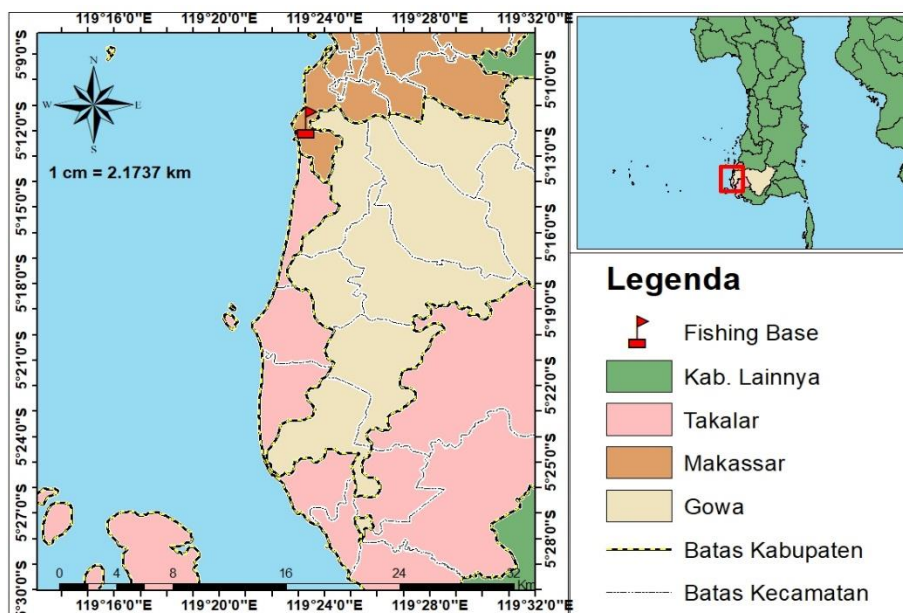 119°16'0"E 119°20'0"E 119°24'0"E 119°28'0"E 119°32'0"E
5°9'0"S
5°12'0"S
5°15'0"S
5°18'0"S
5°21'0"S
5°24'0"S
5°27'0"S
5°30'0"S
N
W E
S
1 cm = 2.1737 km
0 4 8 16 24 32
Km
5°10'0"S
5°13'0"S
5°16'0"S
5°19'0"S
5°22'0"S
5°25'0"S
5°28'0"S
119°16'0"E 119°20'0"E 119°24'0"E 119°28'0"E 119°32'0"E
Legenda
Fishing Base
Kab. Lainnya
Takalar
Makassar
Gowa
Batas Kabupaten
Batas Kecamatan